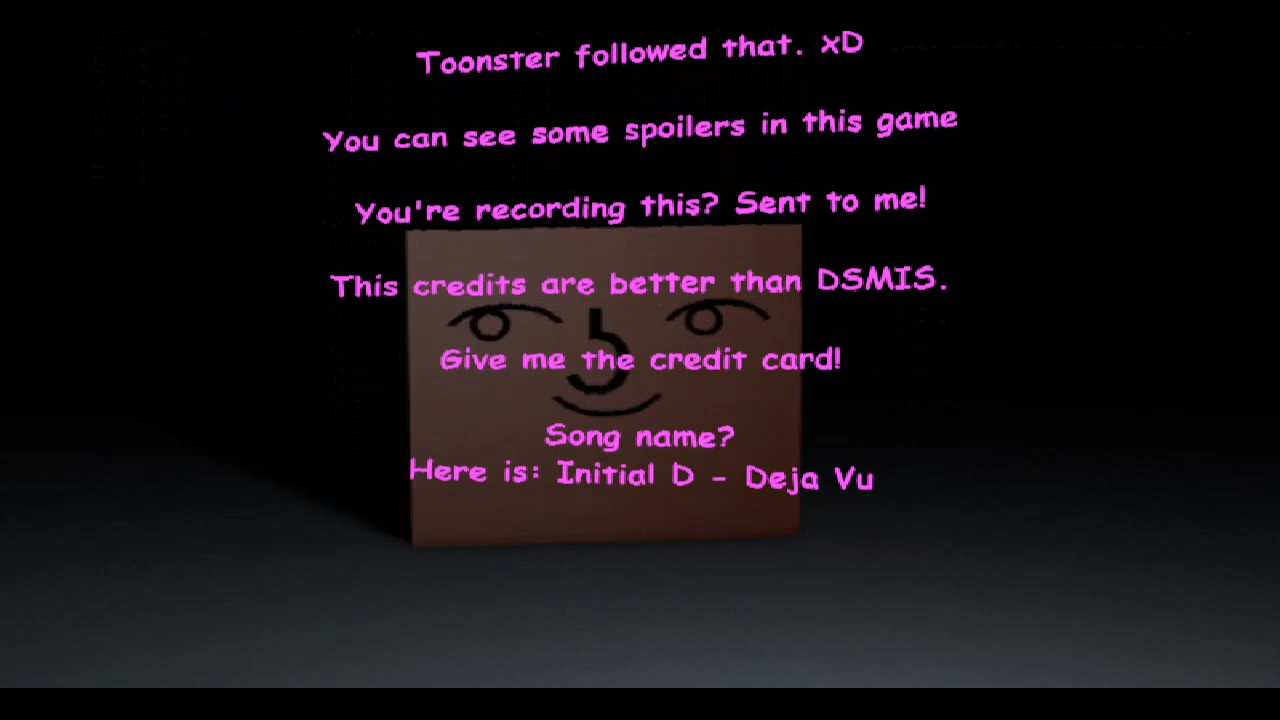 Toonster followed that. xD
You can see some spoilers in this game
You're recording this? Sent to me!
This credits are better than DSMIS.
Give me the credit card!
Song name?
Here is: Initial D - Deja Vu